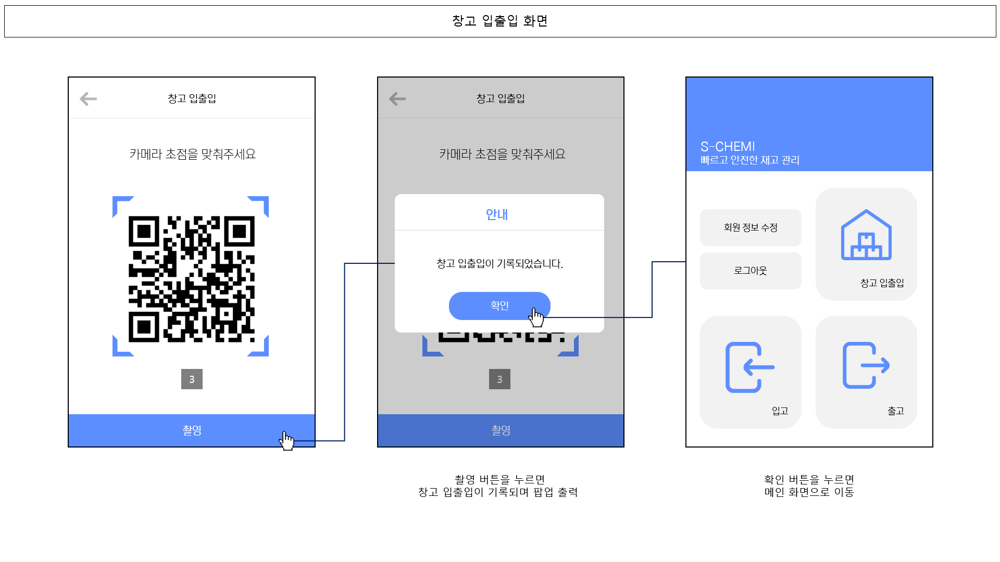 창고 입출입 화면
창고 입출입
카메라 초점을 맞춰주세요
3
촬영
창고 입출입
카메라 초점을 맞춰주세요
안내
창고 입출입이 기록되었습니다.
확인
3
촬영
촬영 버튼을 누르면
창고 입출입이 기록되며 팝업 출력
S-CHEMI
빠르고 안전한 재고 관리
회원 정보 수정
로그아웃
창고 입출입
입고
출고
확인 버튼을 누르면
메인 화면으로 이동